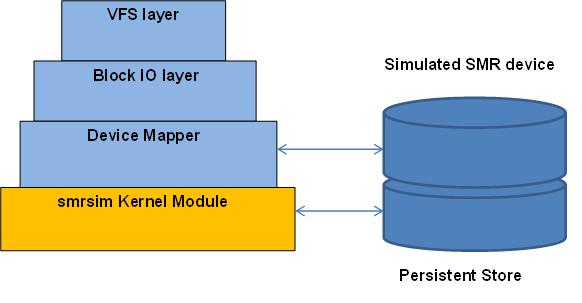 VFS layer
Block IO layer
Device Mapper
smrsim Kernel Module
Simulated SMR device
Persistent Store